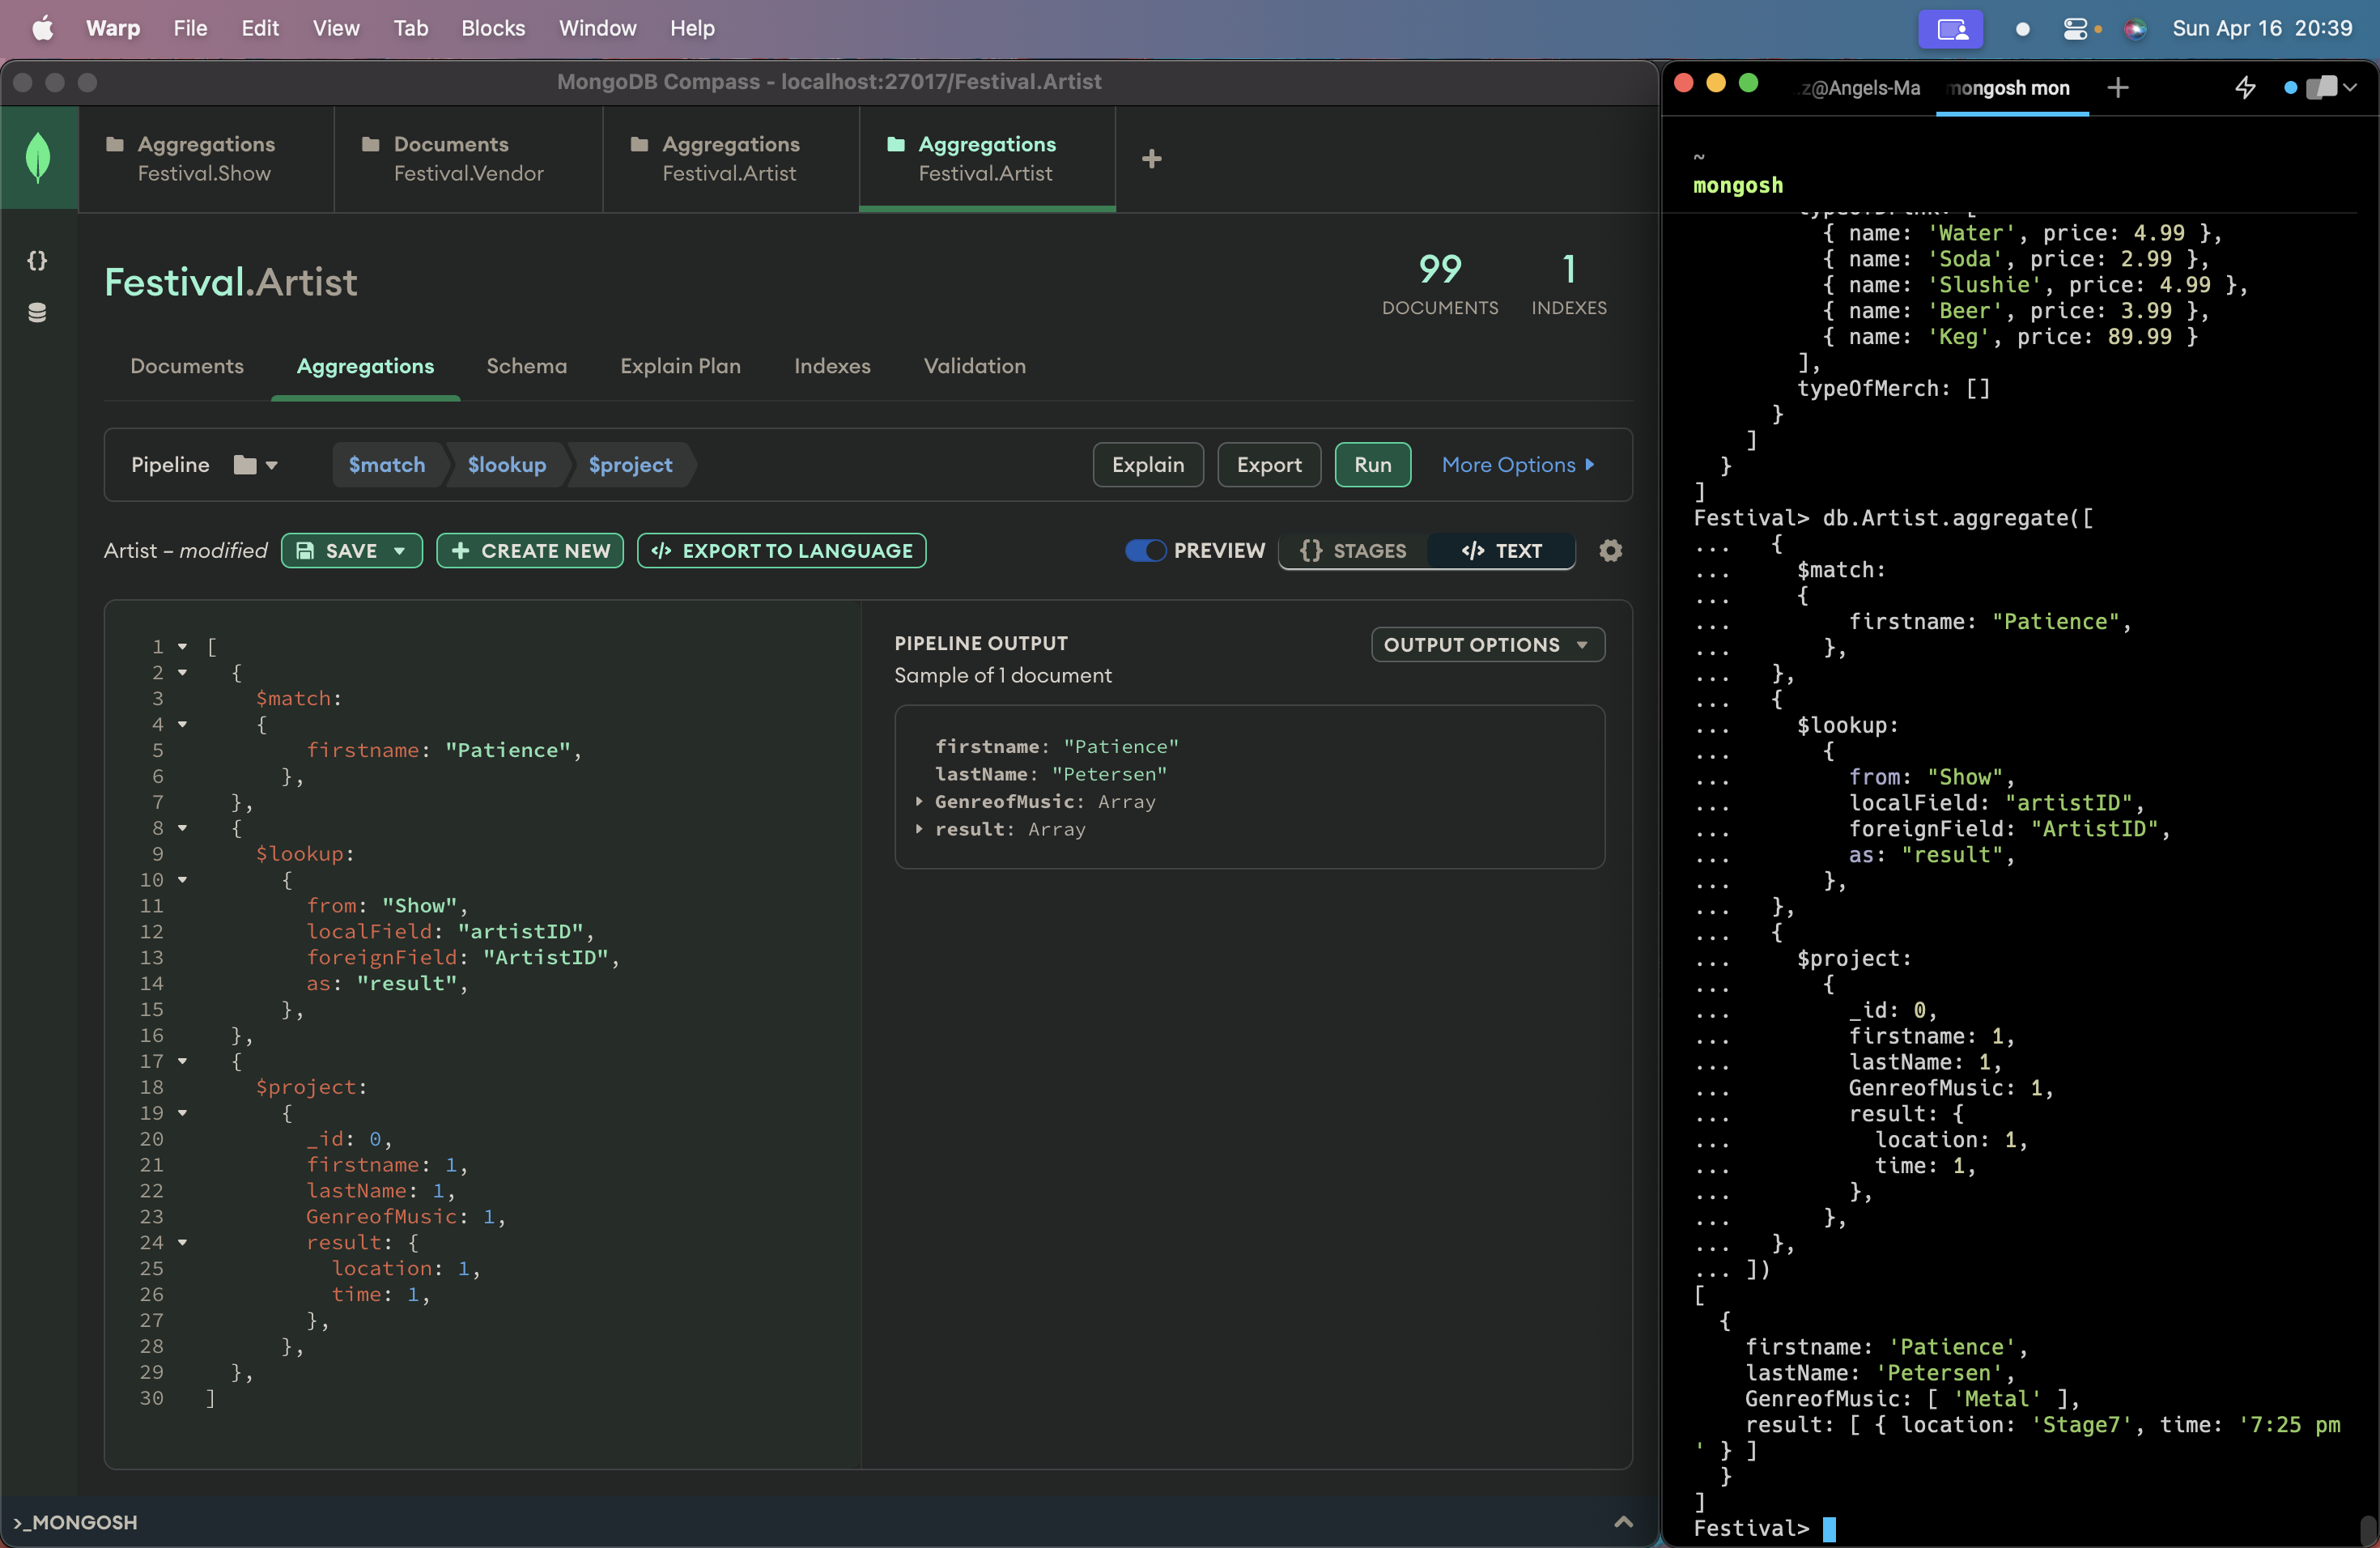 Warp File Edit View Tab Blocks Window Help
Sun Apr 16 20:39
MongoDB Compass - localhost:27017/Festival.Artist
Aggregations
Festival.Show
Documents
Festival.Vendor
Aggregations
Festival.Artist
Aggregations
Festival.Artist
+
{}
Festival.Artist
99
DOCUMENTS
1
INDEXES
Documents Aggregations Schema Explain Plan Indexes Validation
Pipeline $match $lookup $project Explain Export Run More Options
Artist – modified SAVE + CREATE NEW </> EXPORT TO LANGUAGE PREVIEW {} STAGES </> TEXT
1 [
2 {
3 $match:
4 {
5 firstname: "Patience",
6 },
7 },
8 {
9 $lookup:
10 {
11 from: "Show",
12 localField: "artistID",
13 foreignField: "ArtistID",
14 as: "result",
15 },
16 },
17 {
18 $project:
19 {
20 _id: 0,
21 firstname: 1,
22 lastName: 1,
23 GenreofMusic: 1,
24 result: {
25 location: 1,
26 time: 1,
27 },
28 },
29 },
30 ]
PIPELINE OUTPUT
Sample of 1 document
OUTPUT OPTIONS
firstname: "Patience"
lastName: "Petersen"
GenreofMusic: Array
result: Array
>_MONGOSH
.z@Angels-Ma mongosh mon +
~
mongosh
typeOfDrink: [
{ name: 'Water', price: 4.99 },
{ name: 'Soda', price: 2.99 },
{ name: 'Slushie', price: 4.99 },
{ name: 'Beer', price: 3.99 },
{ name: 'Keg', price: 89.99 }
],
typeOfMerch: []
}
]
}
]
Festival> db.Artist.aggregate([
... {
... $match:
... {
... firstname: "Patience",
... },
... },
... {
... $lookup:
... {
... from: "Show",
... localField: "artistID",
... foreignField: "ArtistID",
... as: "result",
... },
... },
... {
... $project:
... {
... _id: 0,
... firstname: 1,
... lastName: 1,
... GenreofMusic: 1,
... result: {
... location: 1,
... time: 1,
... },
... },
... },
... ])
[
{
firstname: 'Patience',
lastName: 'Petersen',
GenreofMusic: [ 'Metal' ],
result: [ { location: 'Stage7', time: '7:25 pm
' } ]
}
]
Festival>